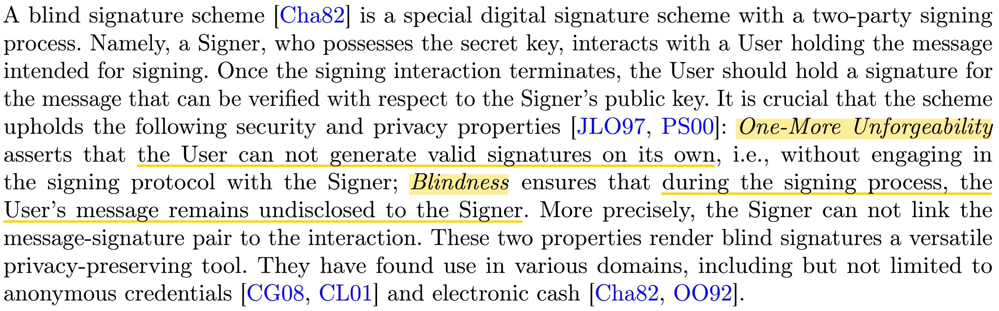 A blind signature scheme [Cha82] is a special digital signature scheme with a two-party signing
process. Namely, a Signer, who possesses the secret key, interacts with a User holding the message
intended for signing. Once the signing interaction terminates, the User should hold a signature for
the message that can be verified with respect to the Signer’s public key. It is crucial that the scheme
upholds the following security and privacy properties [JLO97, PS00]: One-More Unforgeability
asserts that the User can not generate valid signatures on its own, i.e., without engaging in
the signing protocol with the Signer; Blindness ensures that during the signing process, the
User’s message remains undisclosed to the Signer. More precisely, the Signer can not link the
message-signature pair to the interaction. These two properties render blind signatures a versatile
privacy-preserving tool. They have found use in various domains, including but not limited to
anonymous credentials [CG08, CL01] and electronic cash [Cha82, OO92].